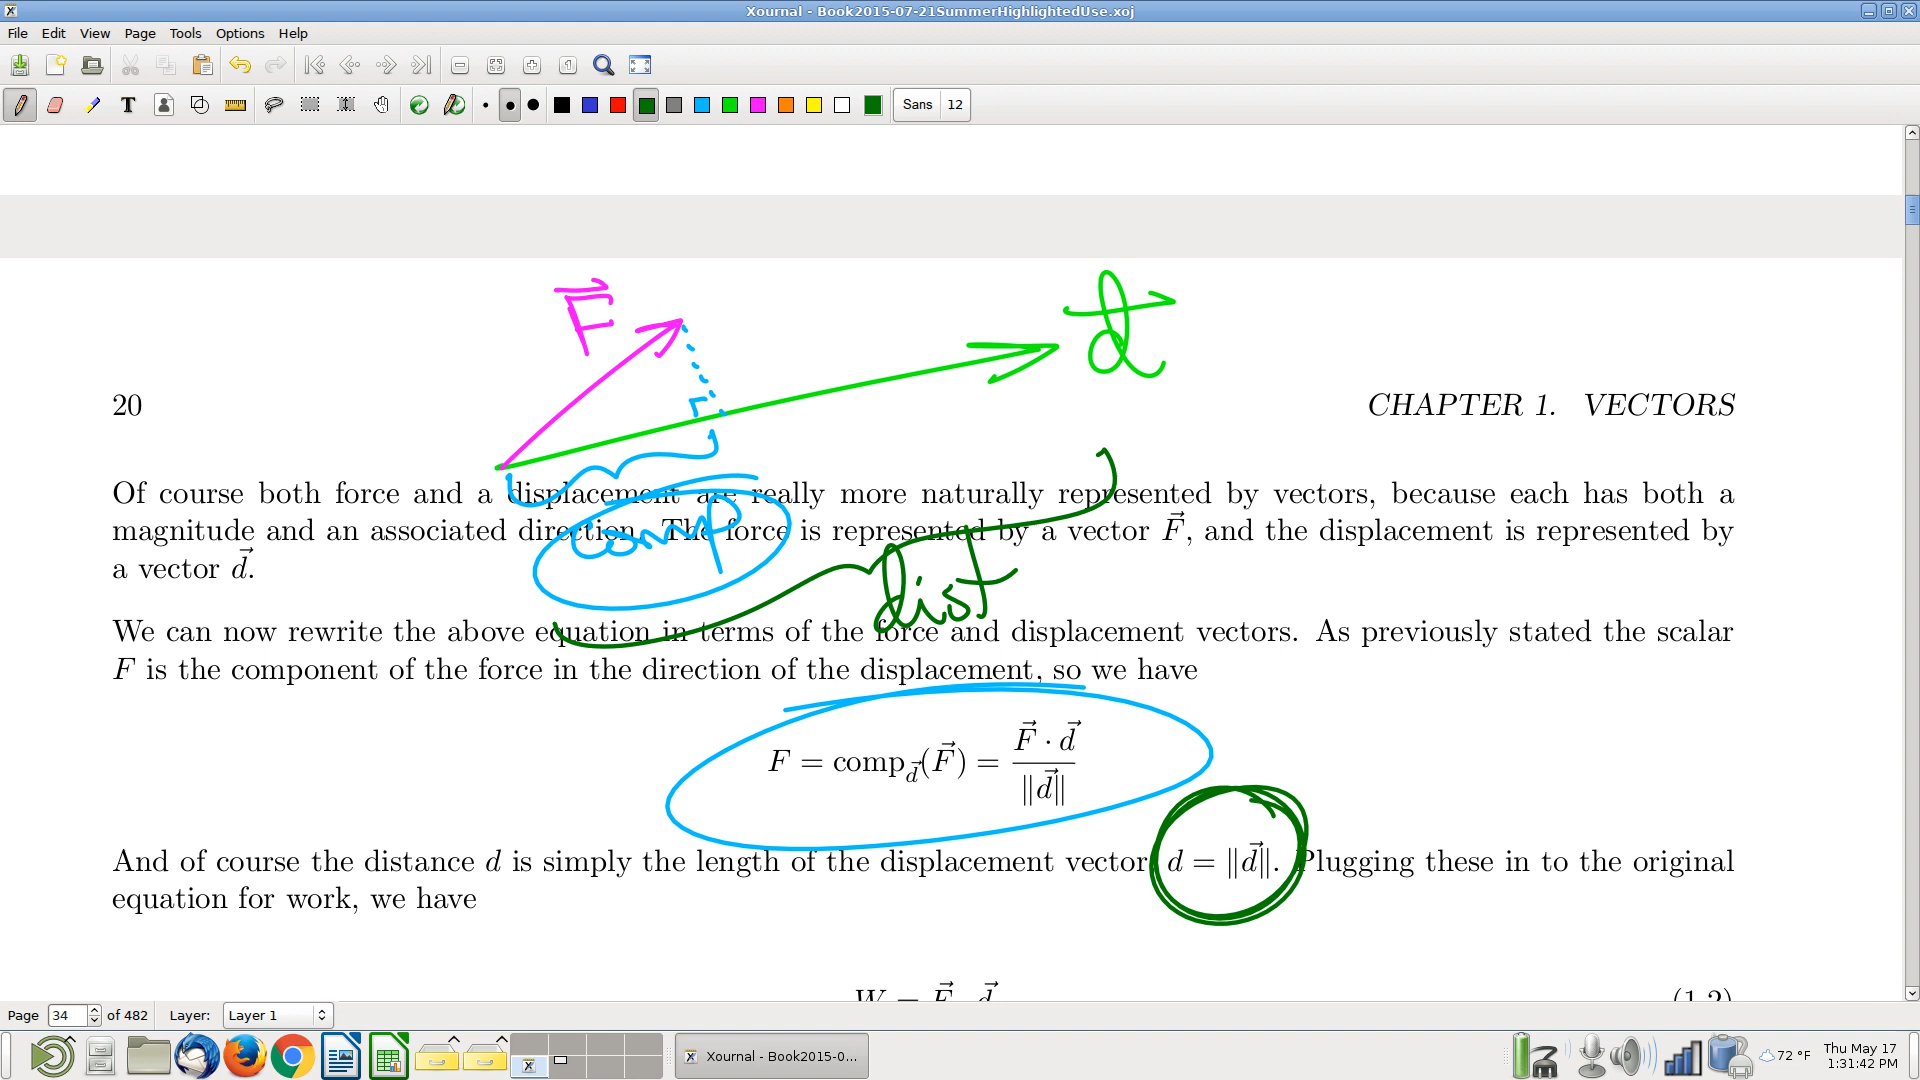 Xournal - Book2015-07-21SummerHighlightedUse.xoj
File Edit View Page Tools Options Help
Sans 12
F⃗
d⃗
20 CHAPTER 1. VECTORS
Of course both force and a displacement are really more naturally represented by vectors, because each has both a
magnitude and an associated direction. The force is represented by a vector F⃗, and the displacement is represented by
a vector d⃗.
comp
dist
We can now rewrite the above equation in terms of the force and displacement vectors. As previously stated the scalar
F is the component of the force in the direction of the displacement, so we have
F = comp_d⃗(F⃗) = F⃗ · d⃗ / ‖d⃗‖
And of course the distance d is simply the length of the displacement vector d = ‖d⃗‖. Plugging these in to the original
equation for work, we have
W = F⃗ d⃗ (1.2)
Page 34 of 482 Layer: Layer 1
Xournal - Book2015-0...
72 °F
Thu May 17
1:31:42 PM